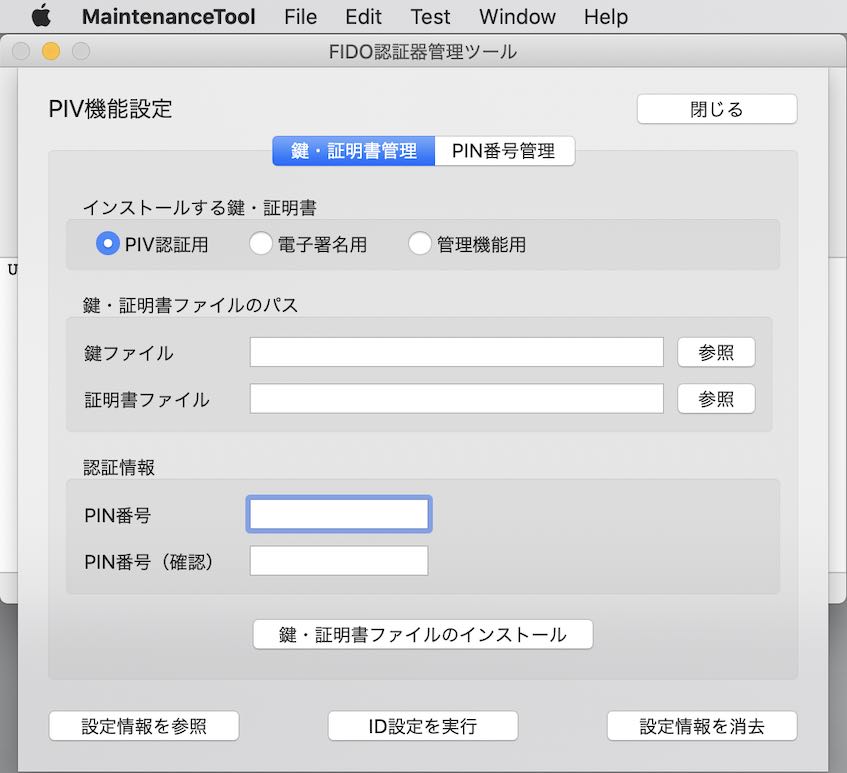 MaintenanceTool File Edit Test Window Help
FIDO認証器管理ツール
PIV機能設定
閉じる
鍵・証明書管理 PIN番号管理
インストールする鍵・証明書
PIV認証用 電子署名用 管理機能用
U
鍵・証明書ファイルのパス
鍵ファイル 参照
証明書ファイル 参照
認証情報
PIN番号
PIN番号（確認）
鍵・証明書ファイルのインストール
設定情報を参照 ID設定を実行 設定情報を消去